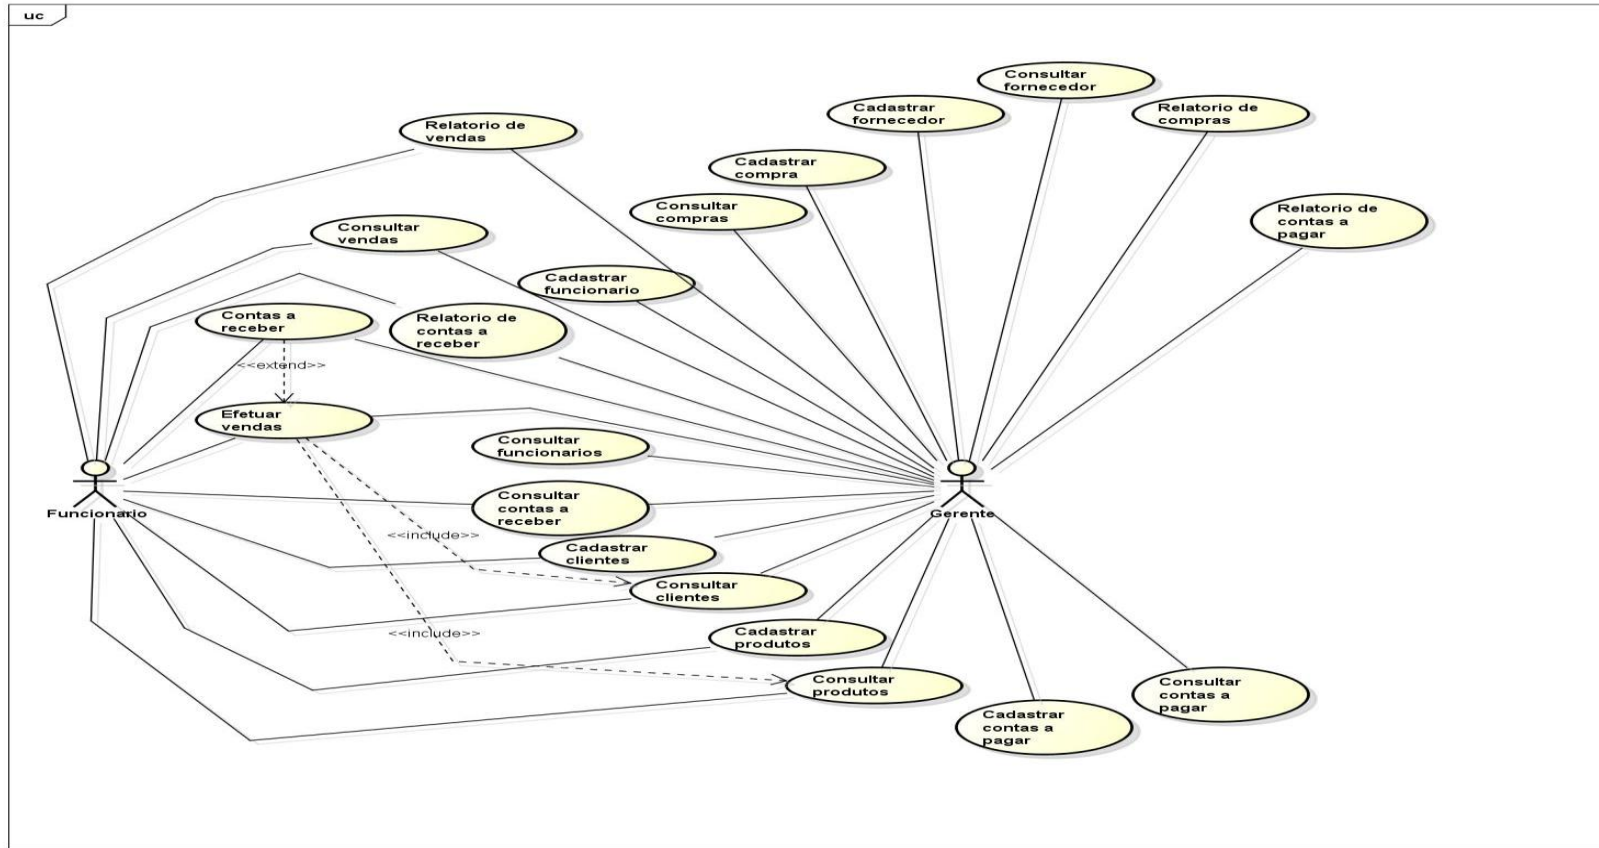 uc
Consultar
fornecedor
Cadastrar
fornecedor
Relatorio de
compras
Relatorio de
vendas
Cadastrar
compra
Consultar
compras
Relatorio de
contas a
pagar
Consultar
vendas
Cadastrar
funcionario
Contas a
receber
Relatorio de
contas a
receber
<<extend>>
Efetuar
vendas
Consultar
funcionarios
Consultar
contas a
receber
Funcionario
Gerente
<<include>>
Cadastrar
clientes
Consultar
clientes
<<include>>
Cadastrar
produtos
Consultar
produtos
Consultar
contas a
pagar
Cadastrar
contas a
pagar